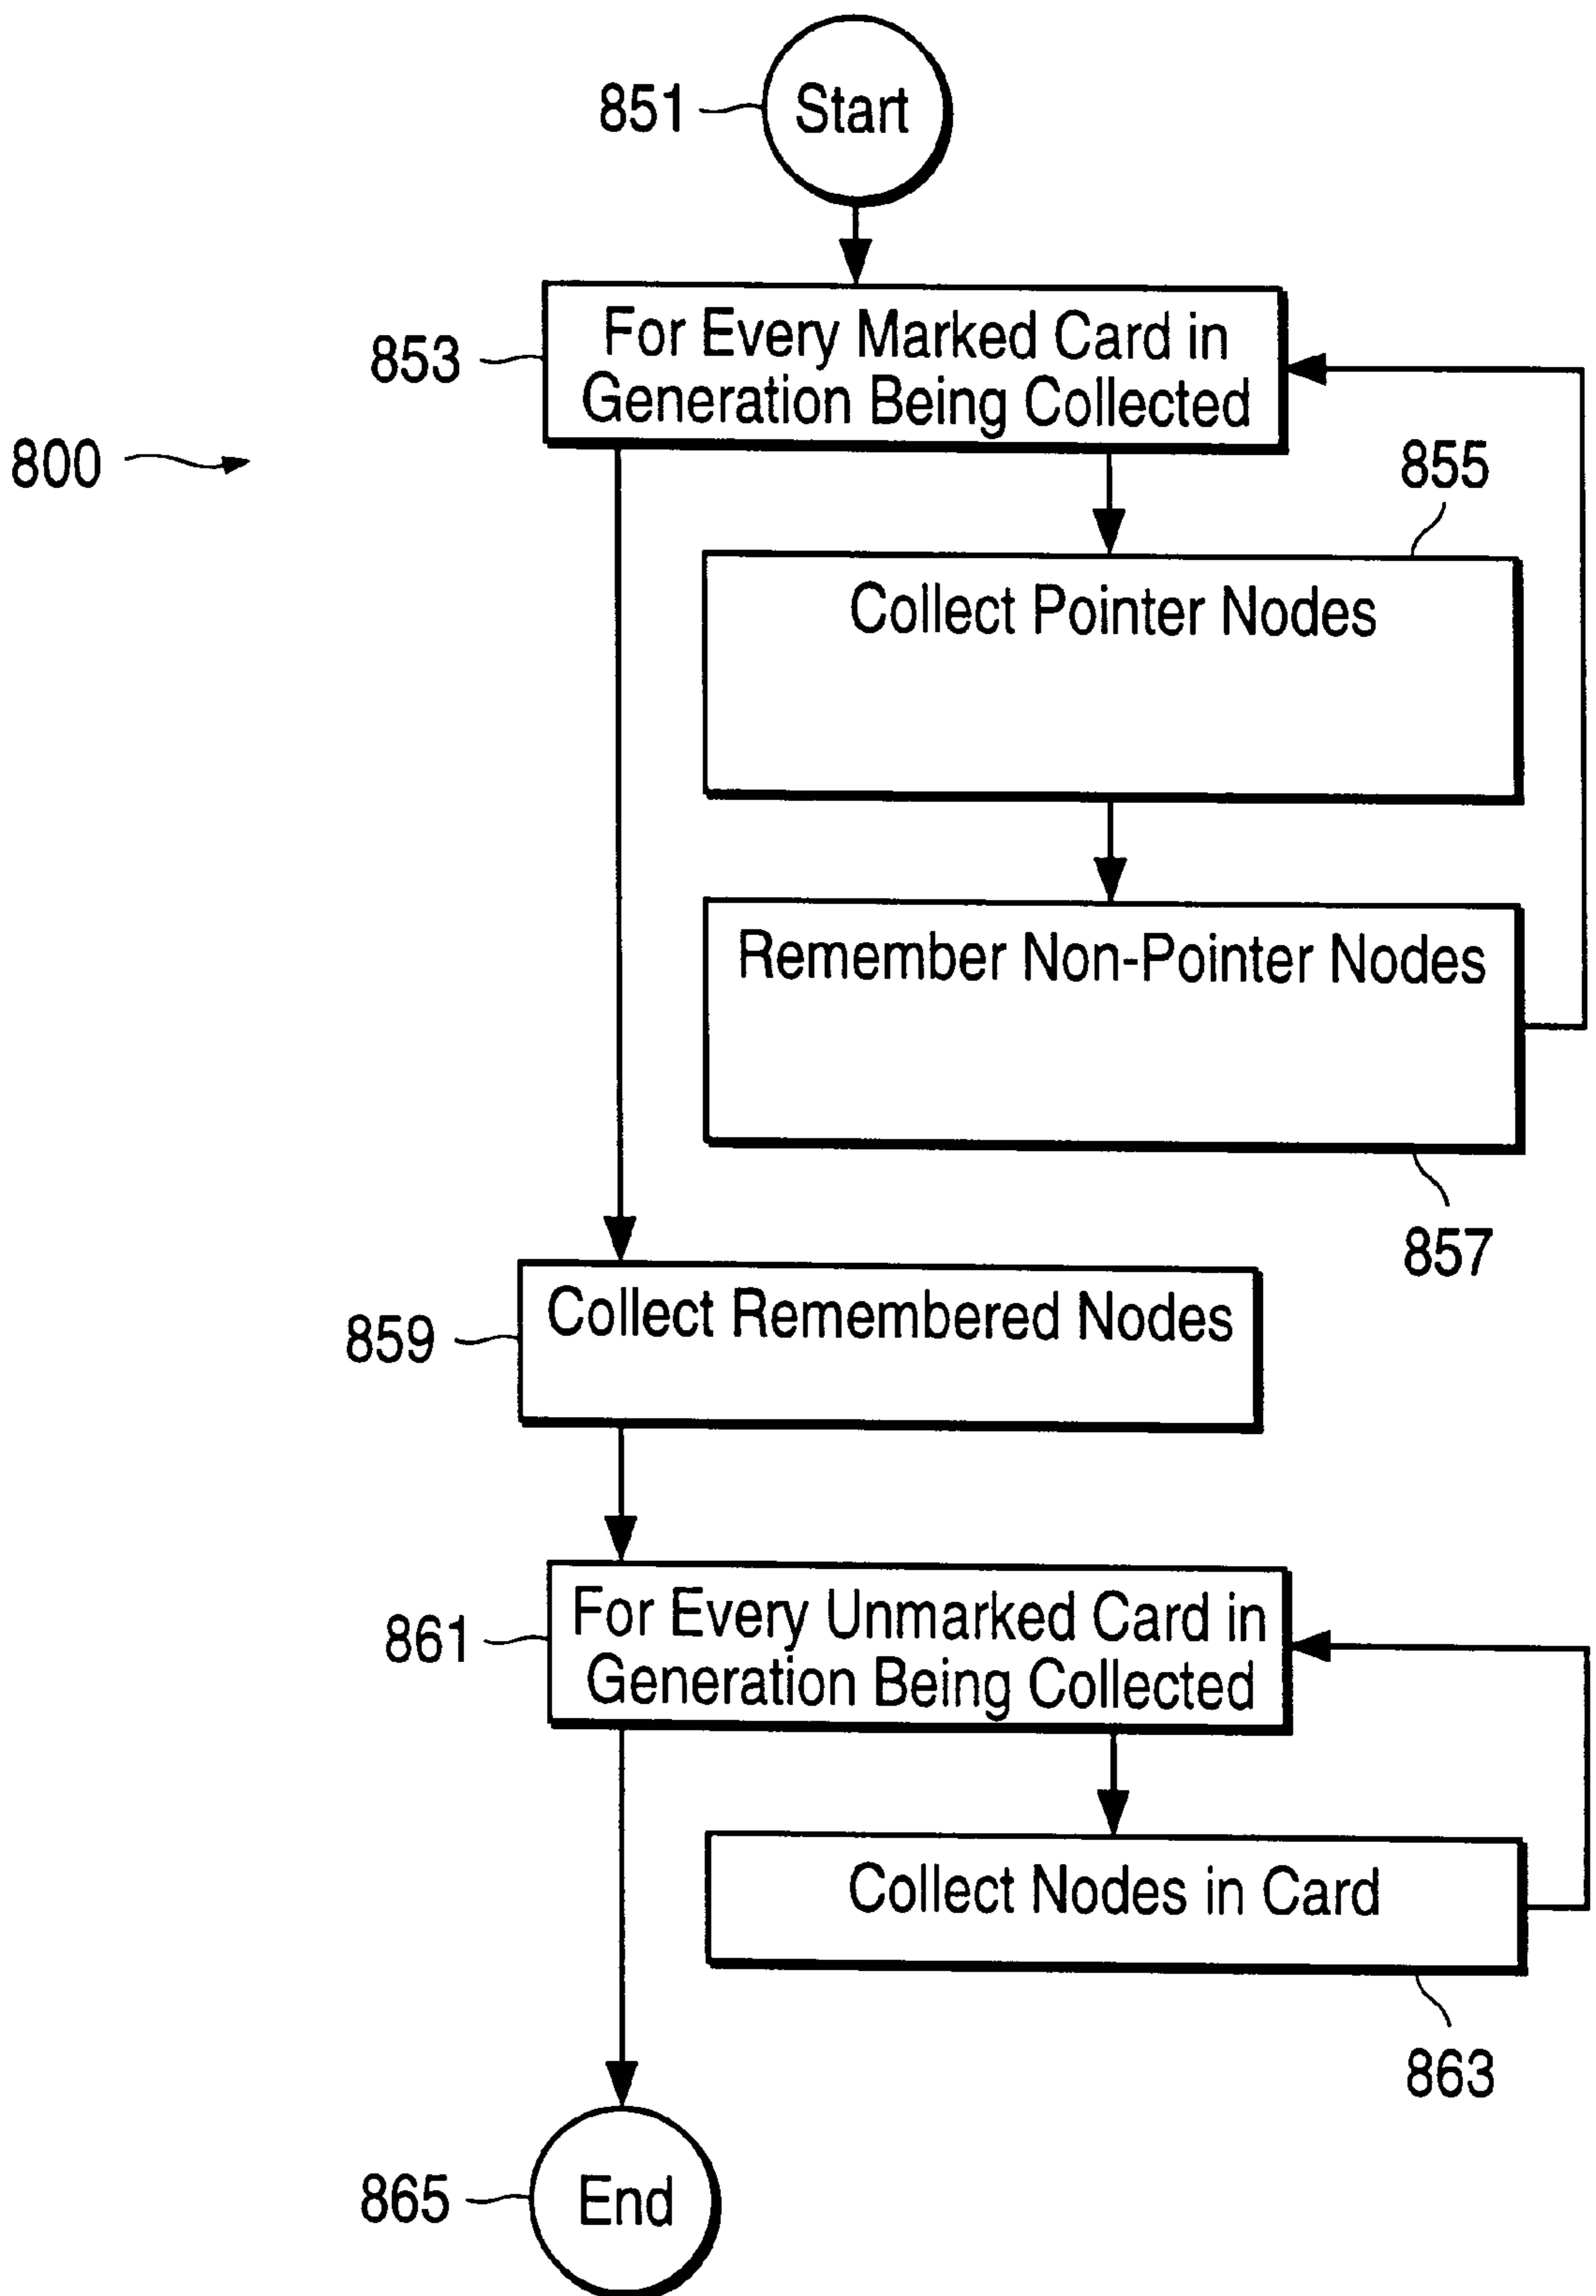 851
Start
853
For Every Marked Card in
Generation Being Collected
800
855
Collect Pointer Nodes
Remember Non-Pointer Nodes
857
859
Collect Remembered Nodes
861
For Every Unmarked Card in
Generation Being Collected
Collect Nodes in Card
863
865
End